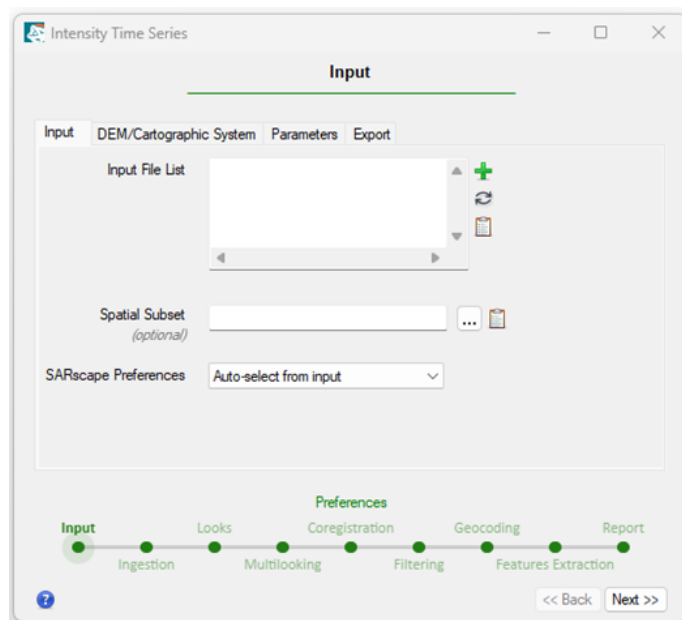 Intensity Time Series
Input
Input DEM/Cartographic System Parameters Export
Input File List
Spatial Subset
...
(optional)
SARscape Preferences Auto-select from input
Preferences
Input Looks Coregistration Geocoding Report
Ingestion Multilooking Filtering Features Extraction
? << Back Next >>